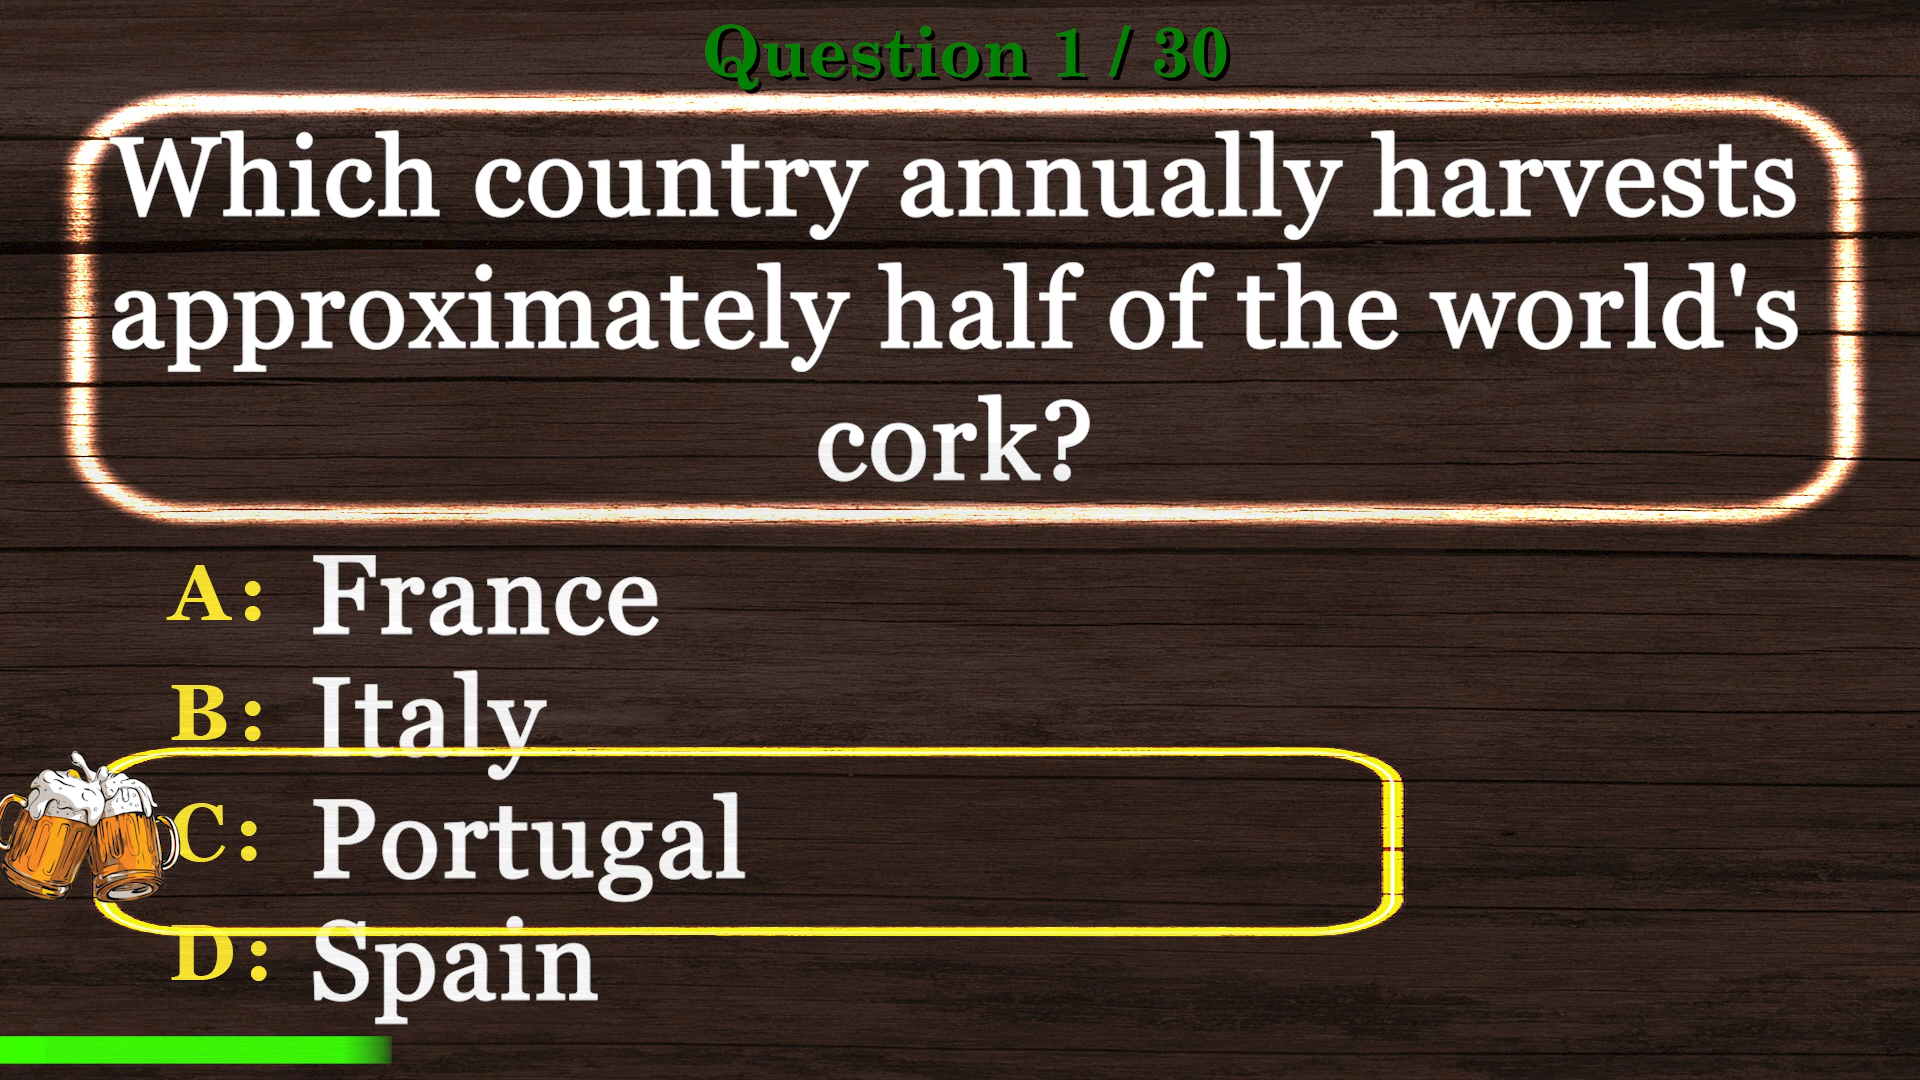 Question 1 / 30
Which country annually harvests
approximately half of the world's
cork?
A: France
B: Italy
C: Portugal
D: Spain